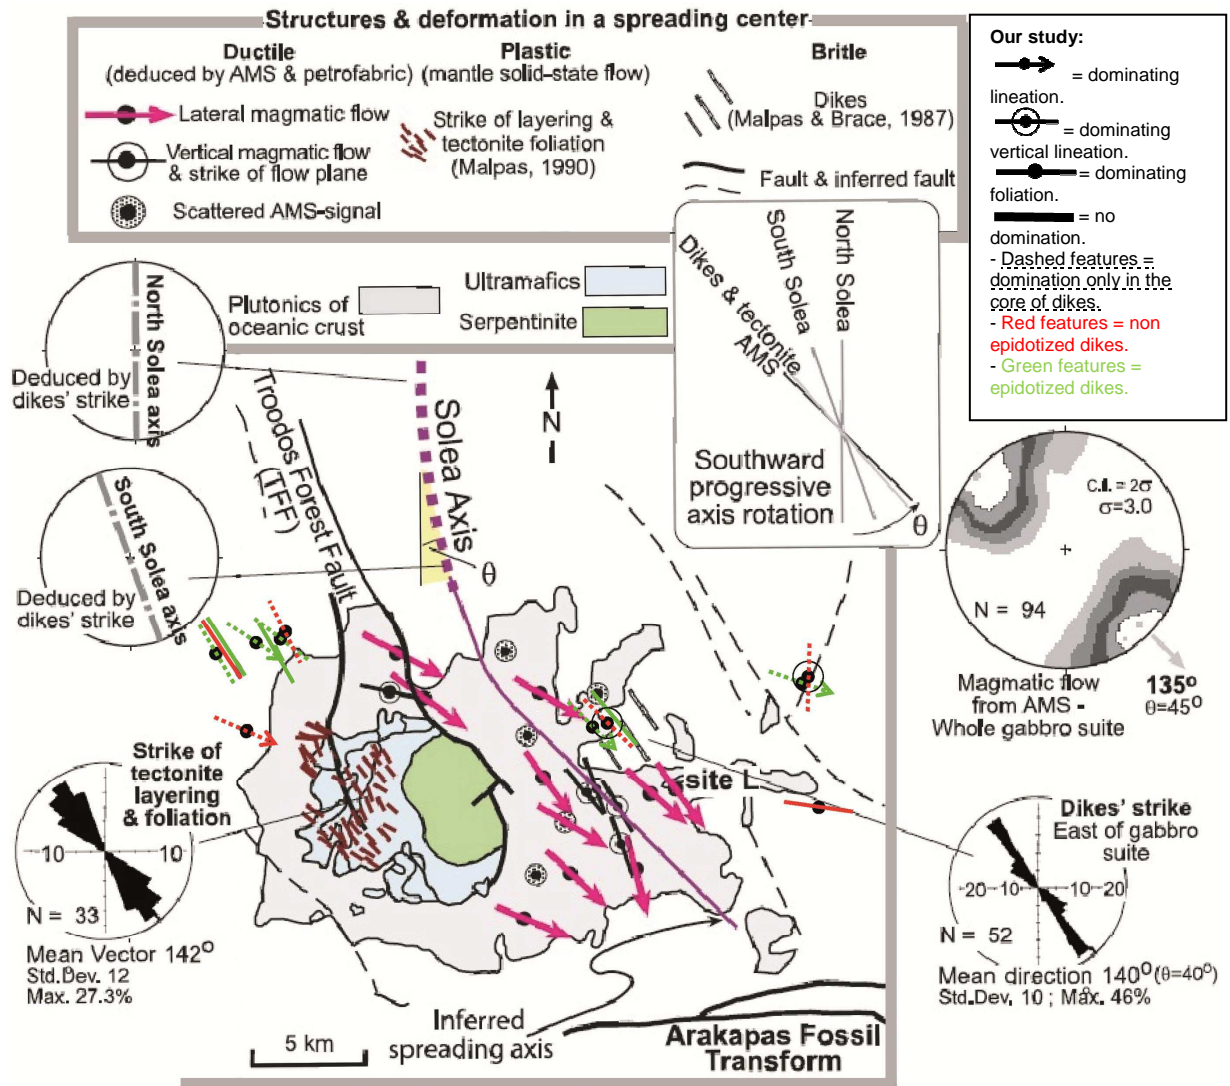 Structures & deformation in a spreading center
Ductile
(deduced by AMS & petrofabric)
Lateral magmatic flow
Vertical magmatic flow
& strike of flow plane
Scattered AMS-signal
Plastic
(mantle solid-state flow)
Strike of layering &
tectonite foliation
(Malpas, 1990)
Britle
Dikes
(Malpas & Brace, 1987)
Fault & inferred fault
Our study:
= dominating
lineation.
= dominating
vertical lineation.
= dominating
foliation.
= no
domination.
- Dashed features =
domination only in the
core of dikes.
- Red features = non
epidotized dikes.
- Green features =
epidotized dikes.
Plutonics of
oceanic crust
Ultramafics
Serpentinite
Dikes & tectonite
AMS
South Solea
North Solea
Southward
progressive
axis rotation
θ
North Solea axis
Deduced by
dikes' strike
South Solea axis
Deduced by
dikes' strike
Troodos Forest Fault
(TFF)
Solea Axis
N
θ
c.I. = 2σ
σ=3.0
N = 94
Magmatic flow
from AMS -
Whole gabbro suite
135º
θ=45º
Strike of
tectonite
layering
& foliation
10
10
N = 33
Mean Vector 142º
Std.Dev. 12
Max. 27.3%
site L
Dikes' strike
East of gabbro
suite
-20-10
10-20
N = 52
Mean direction 140º(θ=40º)
Std.Dev. 10 ; Max. 46%
Inferred
spreading axis
5 km
Arakapas Fossil
Transform